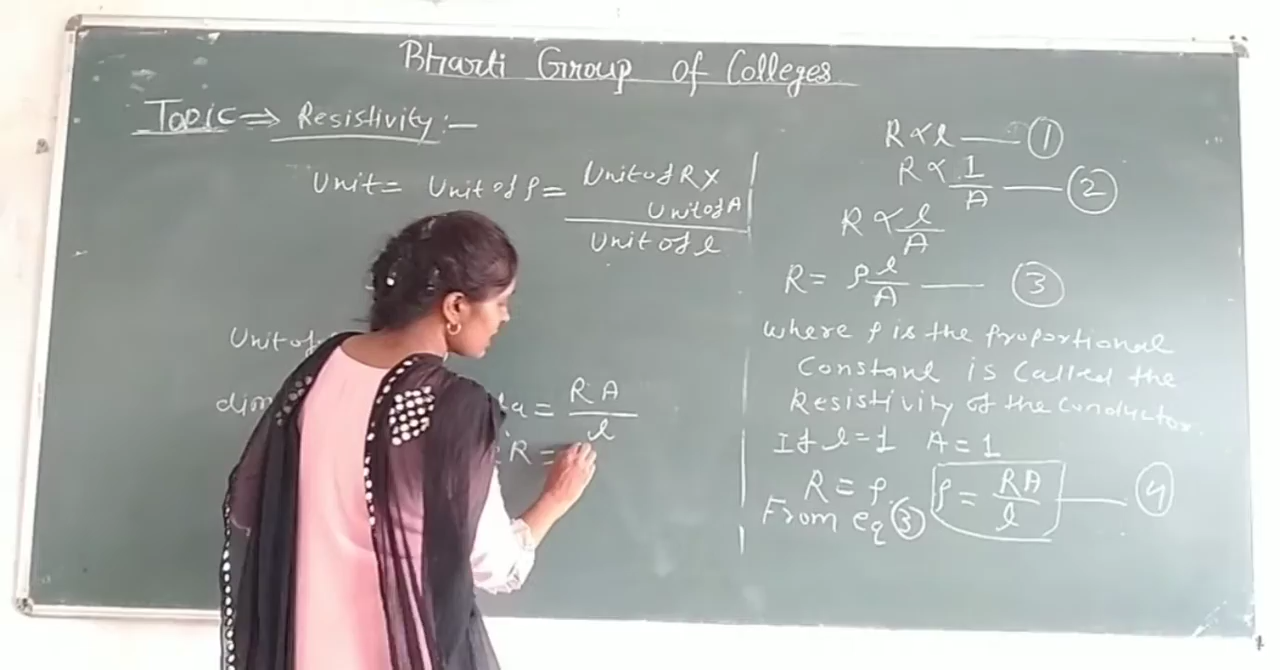 Bharti Group of Colleges
Topic ⇒ Resistivity:-
Unit = Unit of ρ = Unit of R X
Unit of A
Unit of l
Unit of
= R A
l
R =
R ∝ l — ①
R ∝ 1/A — ②
R ∝ l/A
R = ρ l/A — ③
Where ρ is the proportional
Constant is called the
Resistivity of the Conductor.
If l = 1 A = 1
R = ρ.
From eq ③ ρ = RA/l — ④